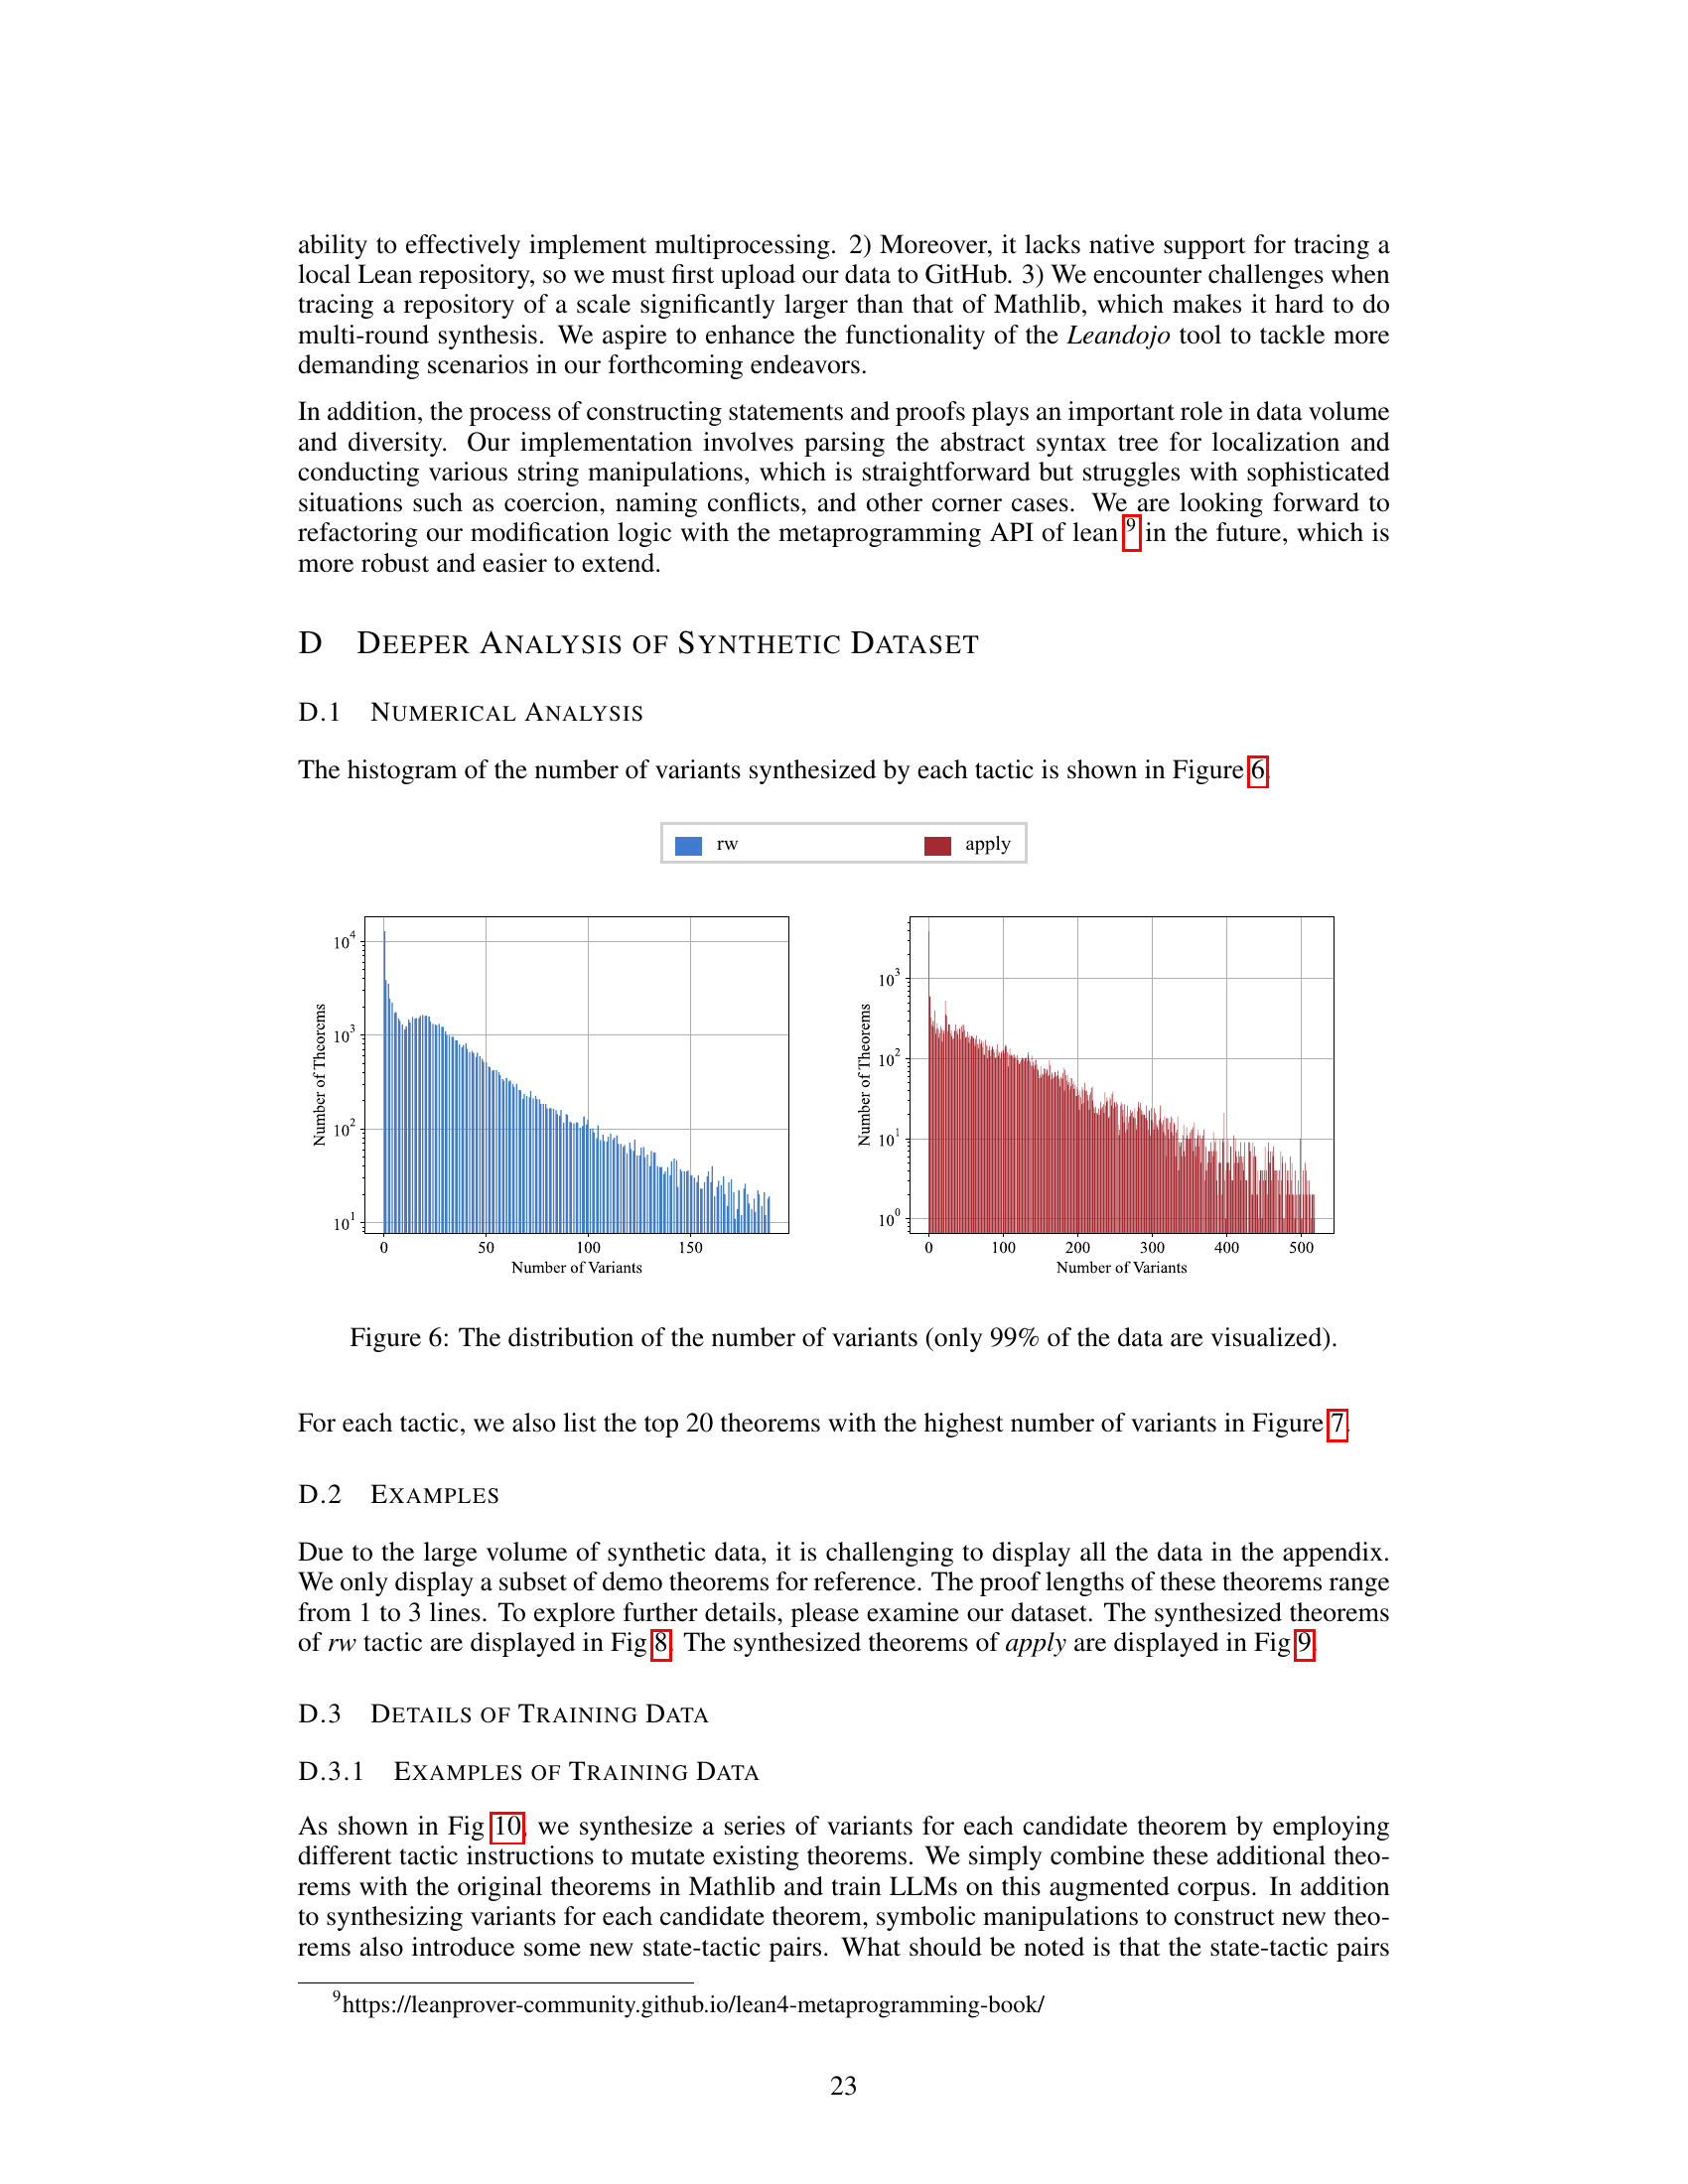 ability to effectively implement multiprocessing. 2) Moreover, it lacks native support for tracing a
local Lean repository, so we must first upload our data to GitHub. 3) We encounter challenges when
tracing a repository of a scale significantly larger than that of Mathlib, which makes it hard to do
multi-round synthesis. We aspire to enhance the functionality of the Leandojo tool to tackle more
demanding scenarios in our forthcoming endeavors.
In addition, the process of constructing statements and proofs plays an important role in data volume
and diversity. Our implementation involves parsing the abstract syntax tree for localization and
conducting various string manipulations, which is straightforward but struggles with sophisticated
situations such as coercion, naming conflicts, and other corner cases. We are looking forward to
refactoring our modification logic with the metaprogramming API of lean 9 in the future, which is
more robust and easier to extend.
D DEEPER ANALYSIS OF SYNTHETIC DATASET
D.1 NUMERICAL ANALYSIS
The histogram of the number of variants synthesized by each tactic is shown in Figure 6.
rw apply
Number of Theorems
10^4
10^3
10^2
10^1
0 50 100 150
Number of Variants
Number of Theorems
10^3
10^2
10^1
10^0
0 100 200 300 400 500
Number of Variants
Figure 6: The distribution of the number of variants (only 99% of the data are visualized).
For each tactic, we also list the top 20 theorems with the highest number of variants in Figure 7.
D.2 EXAMPLES
Due to the large volume of synthetic data, it is challenging to display all the data in the appendix.
We only display a subset of demo theorems for reference. The proof lengths of these theorems range
from 1 to 3 lines. To explore further details, please examine our dataset. The synthesized theorems
of rw tactic are displayed in Fig 8. The synthesized theorems of apply are displayed in Fig 9.
D.3 DETAILS OF TRAINING DATA
D.3.1 EXAMPLES OF TRAINING DATA
As shown in Fig 10, we synthesize a series of variants for each candidate theorem by employing
different tactic instructions to mutate existing theorems. We simply combine these additional theo-
rems with the original theorems in Mathlib and train LLMs on this augmented corpus. In addition
to synthesizing variants for each candidate theorem, symbolic manipulations to construct new theo-
rems also introduce some new state-tactic pairs. What should be noted is that the state-tactic pairs
9https://leanprover-community.github.io/lean4-metaprogramming-book/
23